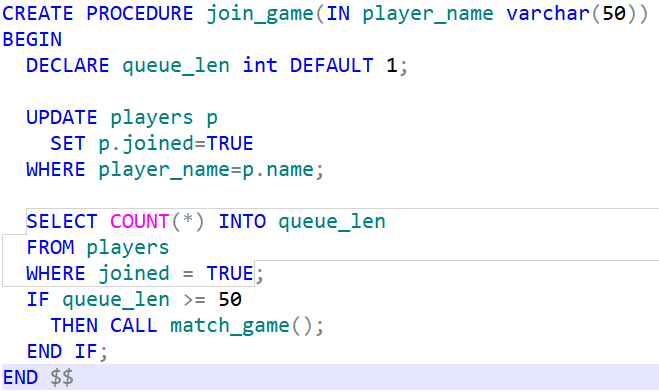 CREATE PROCEDURE join_game(IN player_name varchar(50))
BEGIN
  DECLARE queue_len int DEFAULT 1;

  UPDATE players p
    SET p.joined=TRUE
  WHERE player_name=p.name;

  SELECT COUNT(*) INTO queue_len
  FROM players
  WHERE joined = TRUE;
  IF queue_len >= 50
    THEN CALL match_game();
  END IF;
END $$